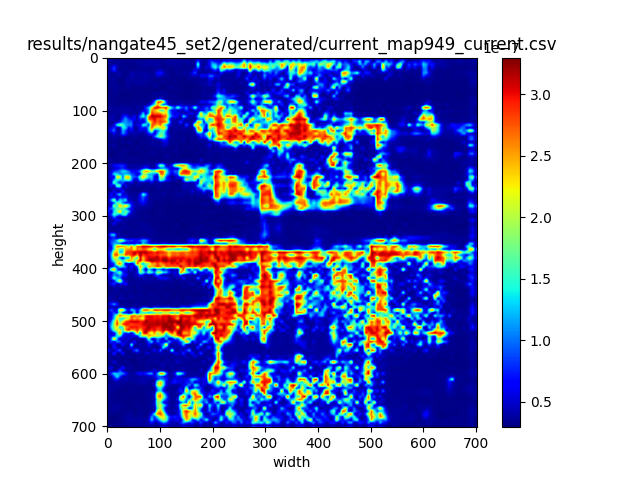 results/nangate45_set2/generated/current_map949_current.csv
1e−7
0
100
200
300
400
500
600
700
height
0 100 200 300 400 500 600 700
width
3.0
2.5
2.0
1.5
1.0
0.5